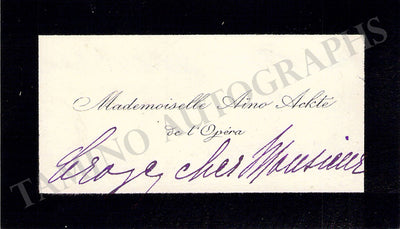 Mademoiselle Aïno Ackté
de l'Opéra
Croyez cher Monsieur
TAMINO AUTOGRAPHS